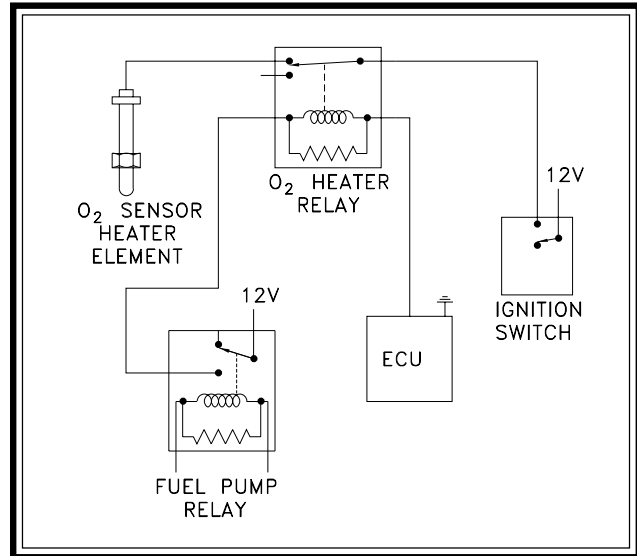 O₂ HEATER
RELAY
O₂ SENSOR
HEATER
ELEMENT
12V
IGNITION
SWITCH
12V
ECU
FUEL PUMP
RELAY